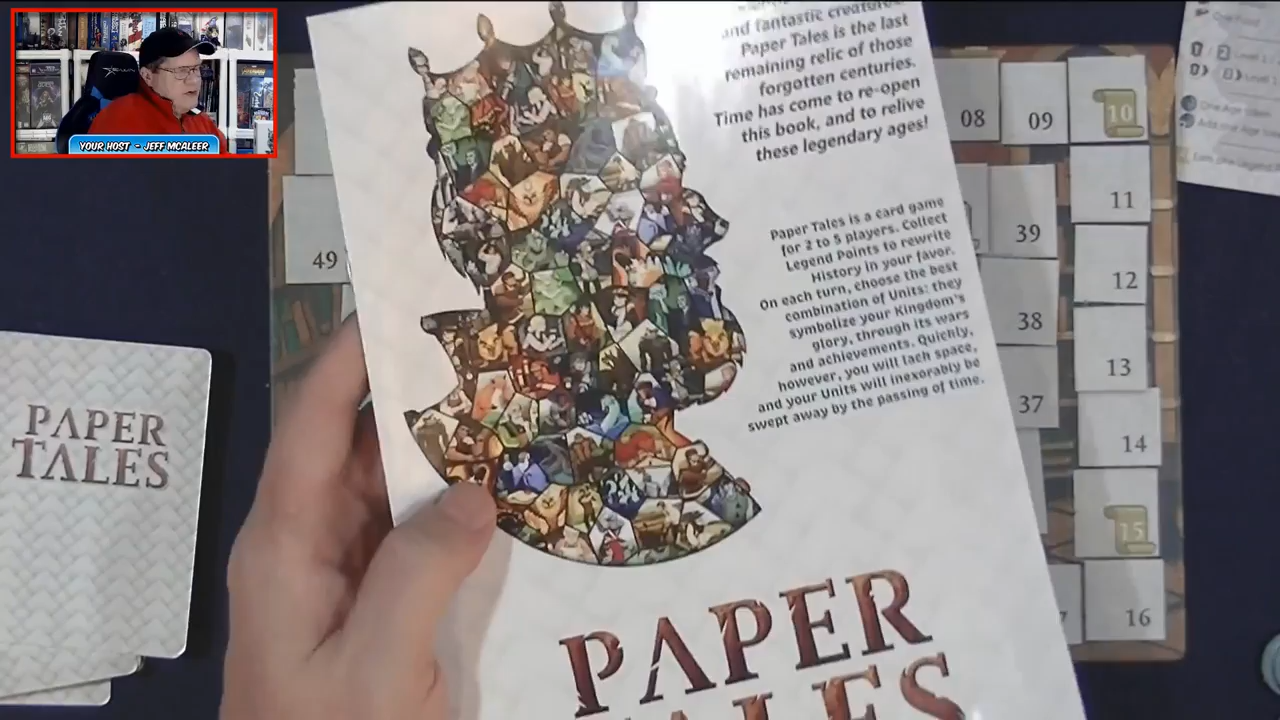 YOUR HOST - JEFF MCALEER
and fantastic creatures.
Paper Tales is the last
remaining relic of those
forgotten centuries.
Time has come to re-open
this book, and to relive
these legendary ages!
Paper Tales is a card game
for 2 to 5 players. Collect
Legend Points to rewrite
History in your favor.
On each turn, choose the best
combination of Units: they
symbolize your Kingdom's
glory, through its wars
and achievements. Quickly,
however, you will lach space,
and your Units will inexorably be
swept away by the passing of time.
PAPER
TALES
PAPER
TALES
08
09
10
11
12
13
14
15
16
49
39
38
37